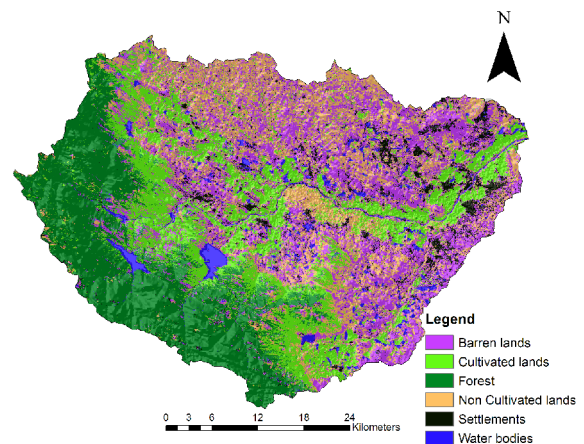 N
Legend
Barren lands
Cultivated lands
Forest
Non Cultivated lands
Settlements
Water bodies
0 3 6 12 18 24
Kilometers